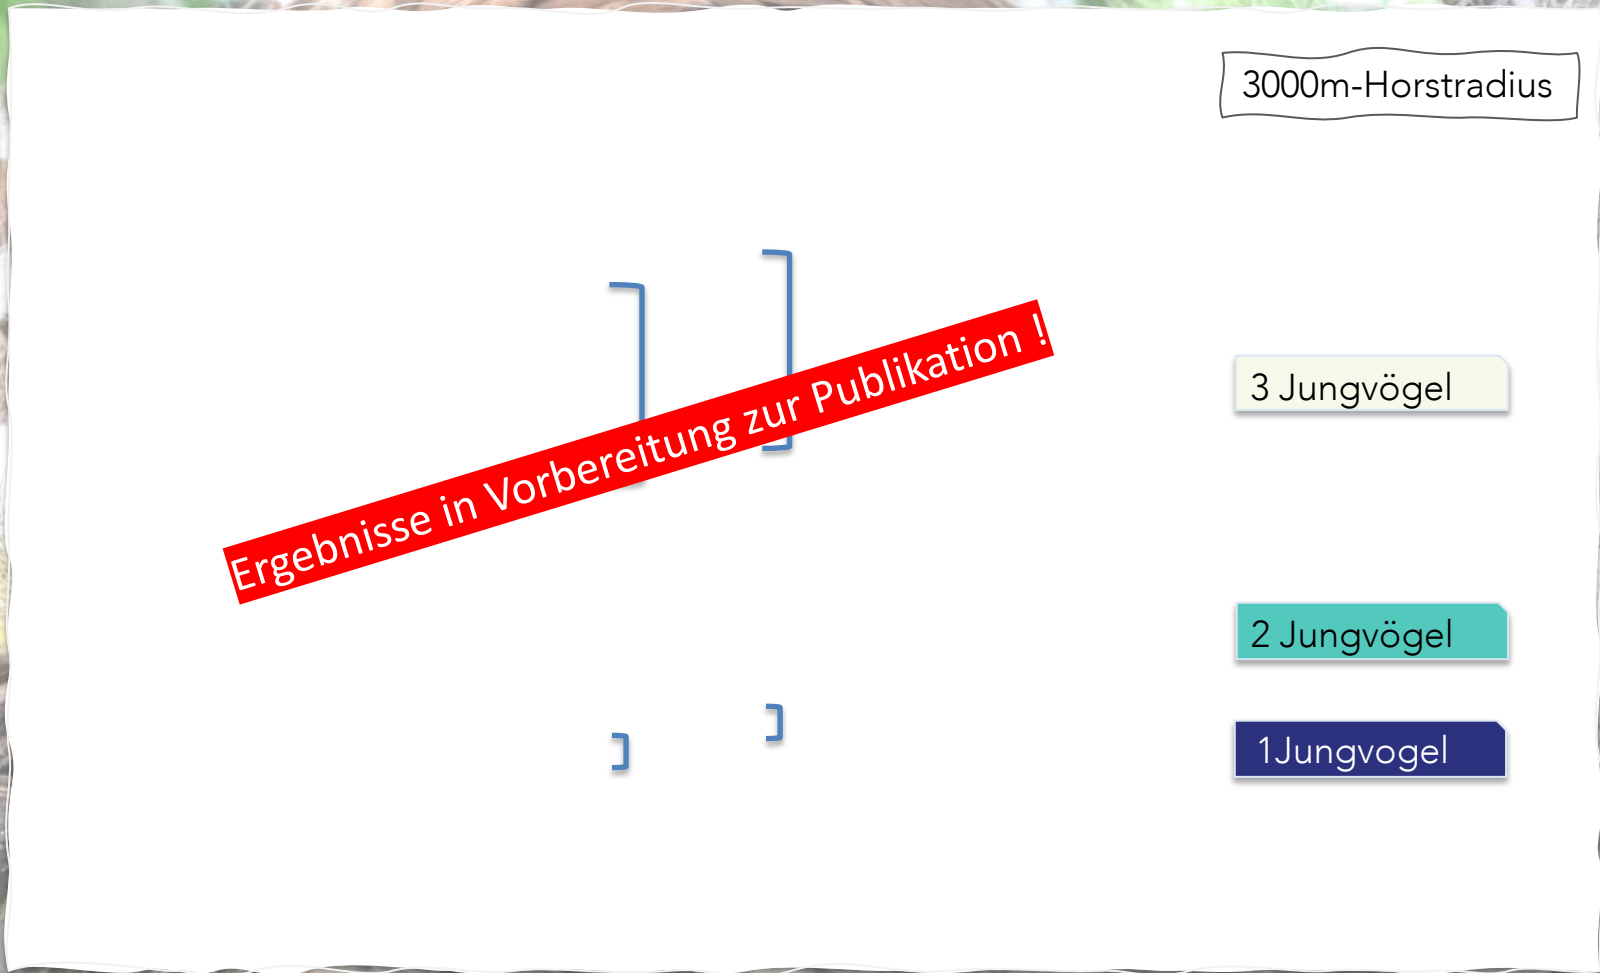 3000m-Horstradius
Ergebnisse in Vorbereitung zur Publikation !
3 Jungvögel
2 Jungvögel
1Jungvogel